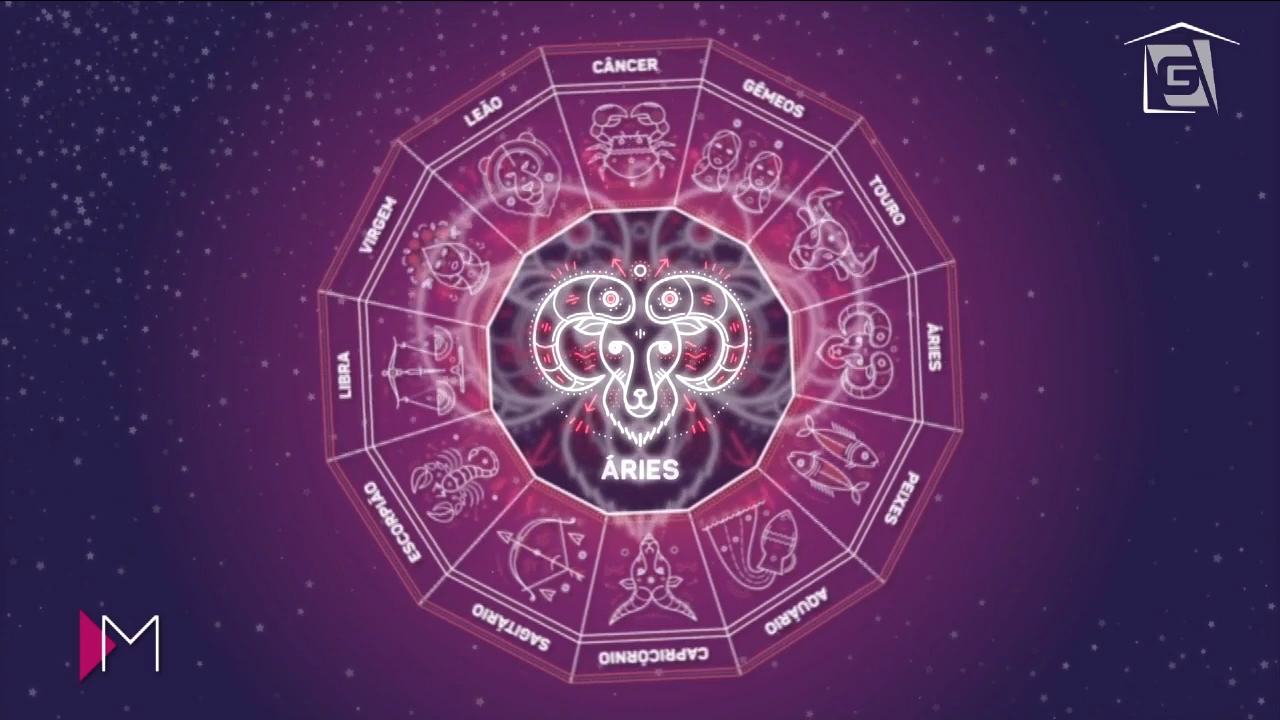 CÂNCER
GÊMEOS
TOURO
ÁRIES
PEIXES
AQUÁRIO
CAPRICÓRNIO
SAGITÁRIO
ESCORPIÃO
LIBRA
VIRGEM
LEÃO
ÁRIES
G
M